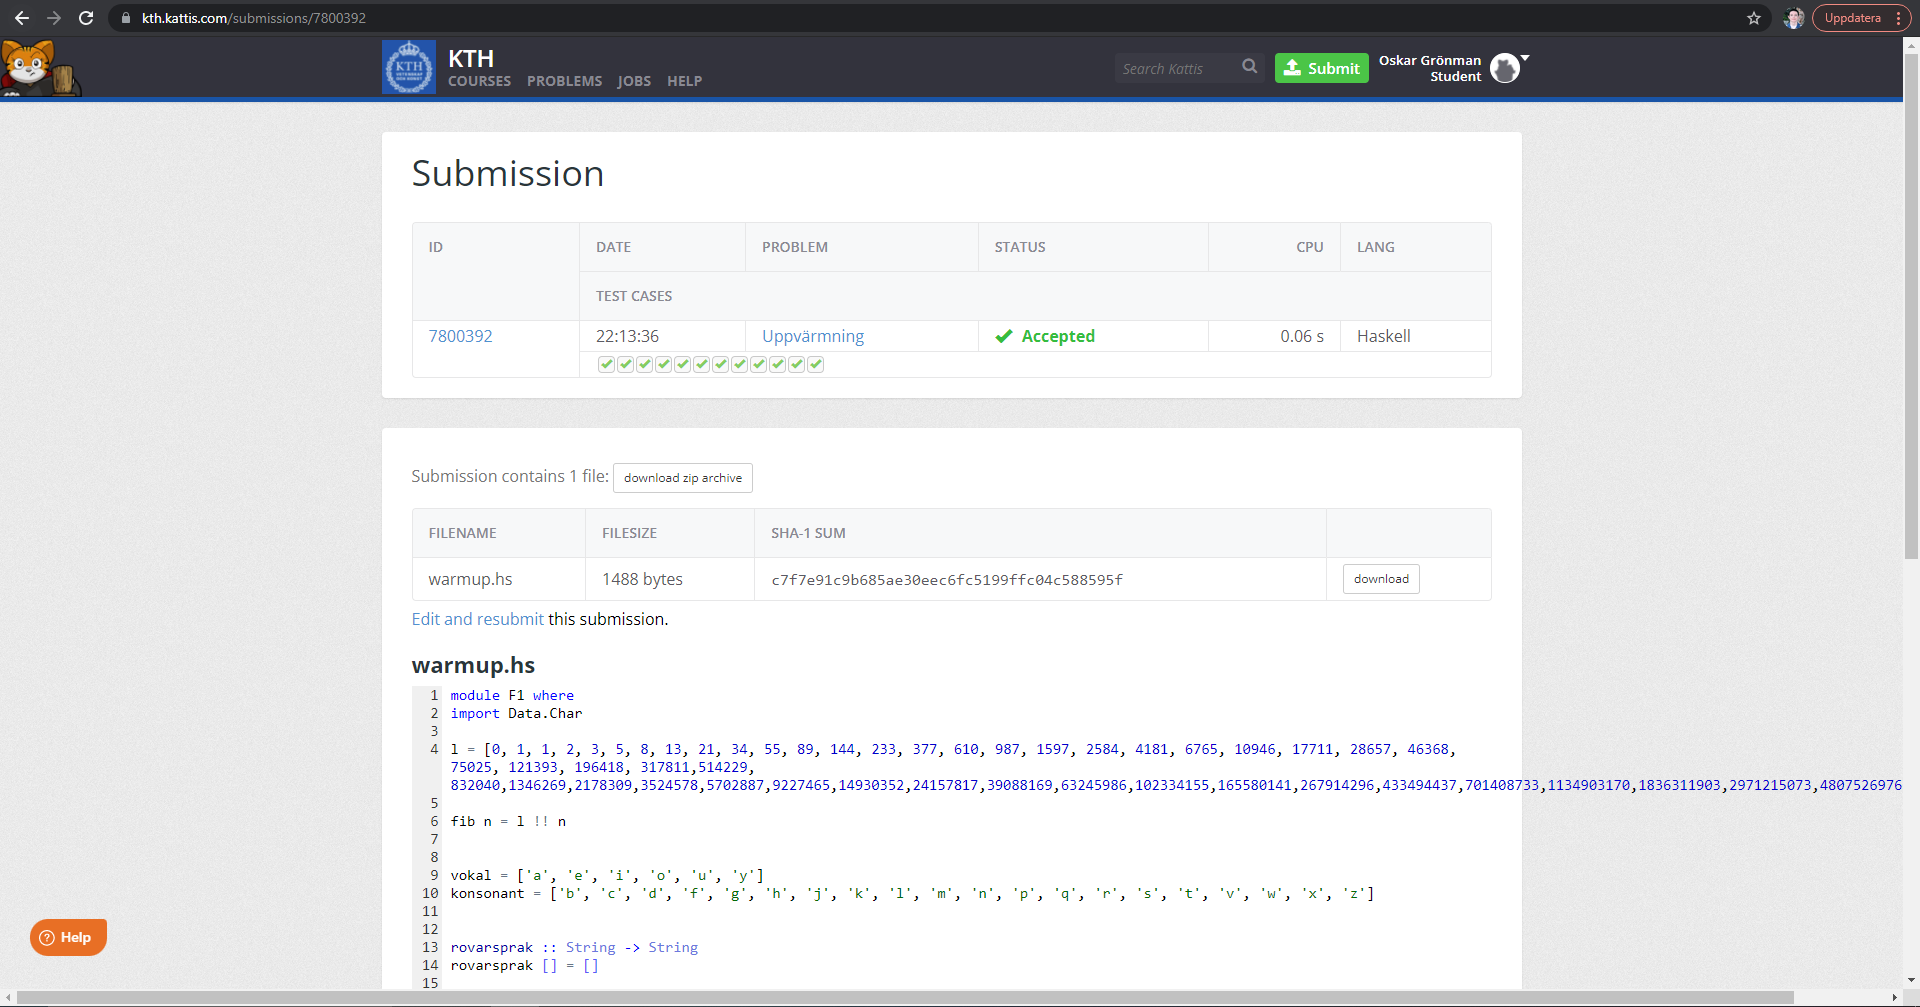 kth.kattis.com/submissions/7800392
Uppdatera
KTH
KTH
VETENSKAP
OCH KONST
COURSES PROBLEMS JOBS HELP
Search Kattis
Submit
Oskar Grönman
Student
Submission
ID DATE PROBLEM STATUS CPU LANG
TEST CASES
7800392 22:13:36 Uppvärmning Accepted 0.06 s Haskell
Submission contains 1 file: download zip archive
FILENAME FILESIZE SHA-1 SUM
warmup.hs 1488 bytes c7f7e91c9b685ae30eec6fc5199ffc04c588595f download
Edit and resubmit this submission.
warmup.hs
1 module F1 where
2 import Data.Char
3
4 l = [0, 1, 1, 2, 3, 5, 8, 13, 21, 34, 55, 89, 144, 233, 377, 610, 987, 1597, 2584, 4181, 6765, 10946, 17711, 28657, 46368,
75025, 121393, 196418, 317811,514229,
832040,1346269,2178309,3524578,5702887,9227465,14930352,24157817,39088169,63245986,102334155,165580141,267914296,433494437,701408733,1134903170,1836311903,2971215073,4807526976
5
6 fib n = l !! n
7
8
9 vokal = ['a', 'e', 'i', 'o', 'u', 'y']
10 konsonant = ['b', 'c', 'd', 'f', 'g', 'h', 'j', 'k', 'l', 'm', 'n', 'p', 'q', 'r', 's', 't', 'v', 'w', 'x', 'z']
11
12
13 rovarsprak :: String -> String
14 rovarsprak [] = []
15
Help